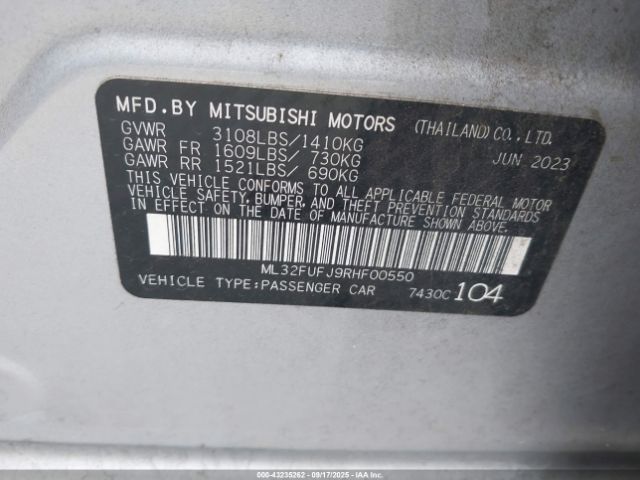 MFD.BY MITSUBISHI MOTORS (THAILAND) CO., LTD.
GVWR 3108LBS/1410KG JUN 2023
GAWR FR 1609LBS/ 730KG
GAWR RR 1521LBS/ 690KG
THIS VEHICLE CONFORMS TO ALL APPLICABLE FEDERAL MOTOR
VEHICLE SAFETY, BUMPER, AND THEFT PREVENTION STANDARDS
IN EFFECT ON THE DATE OF MANUFACTURE SHOWN ABOVE.
ML32FUFJ9RHF00550
VEHICLE TYPE:PASSENGER CAR 7430C 104
000-43235262 - 09/17/2025 - IAAI.COM